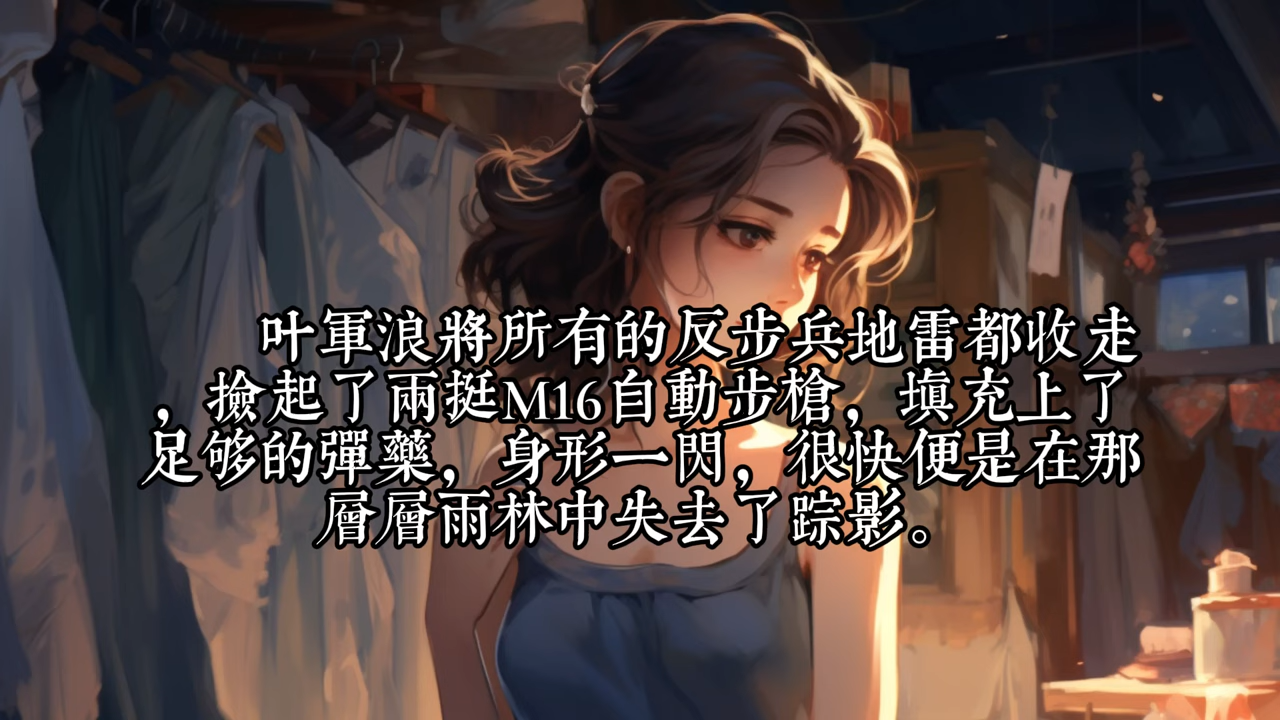 叶軍浪將所有的反步兵地雷都收走
，撿起了兩挺M16自動步槍，填充上了
足够的彈藥，身形一閃，很快便是在那
層層雨林中失去了踪影。